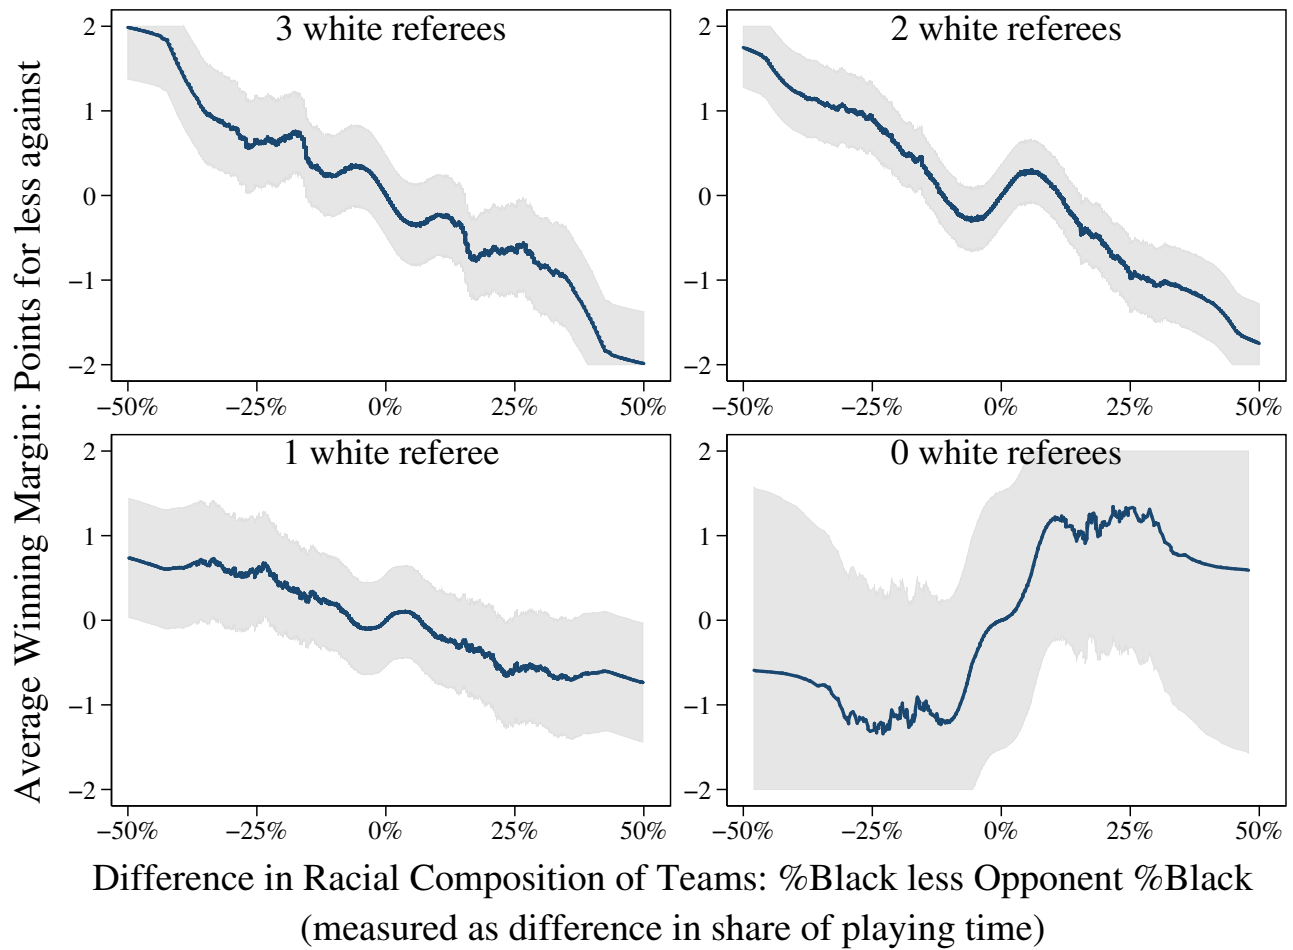 Average Winning Margin: Points for less against
3 white referees
2
1
0
−1
−2
−50% −25% 0% 25% 50%
2 white referees
2
1
0
−1
−2
−50% −25% 0% 25% 50%
1 white referee
2
1
0
−1
−2
−50% −25% 0% 25% 50%
0 white referees
2
1
0
−1
−2
−50% −25% 0% 25% 50%
Difference in Racial Composition of Teams: %Black less Opponent %Black
(measured as difference in share of playing time)